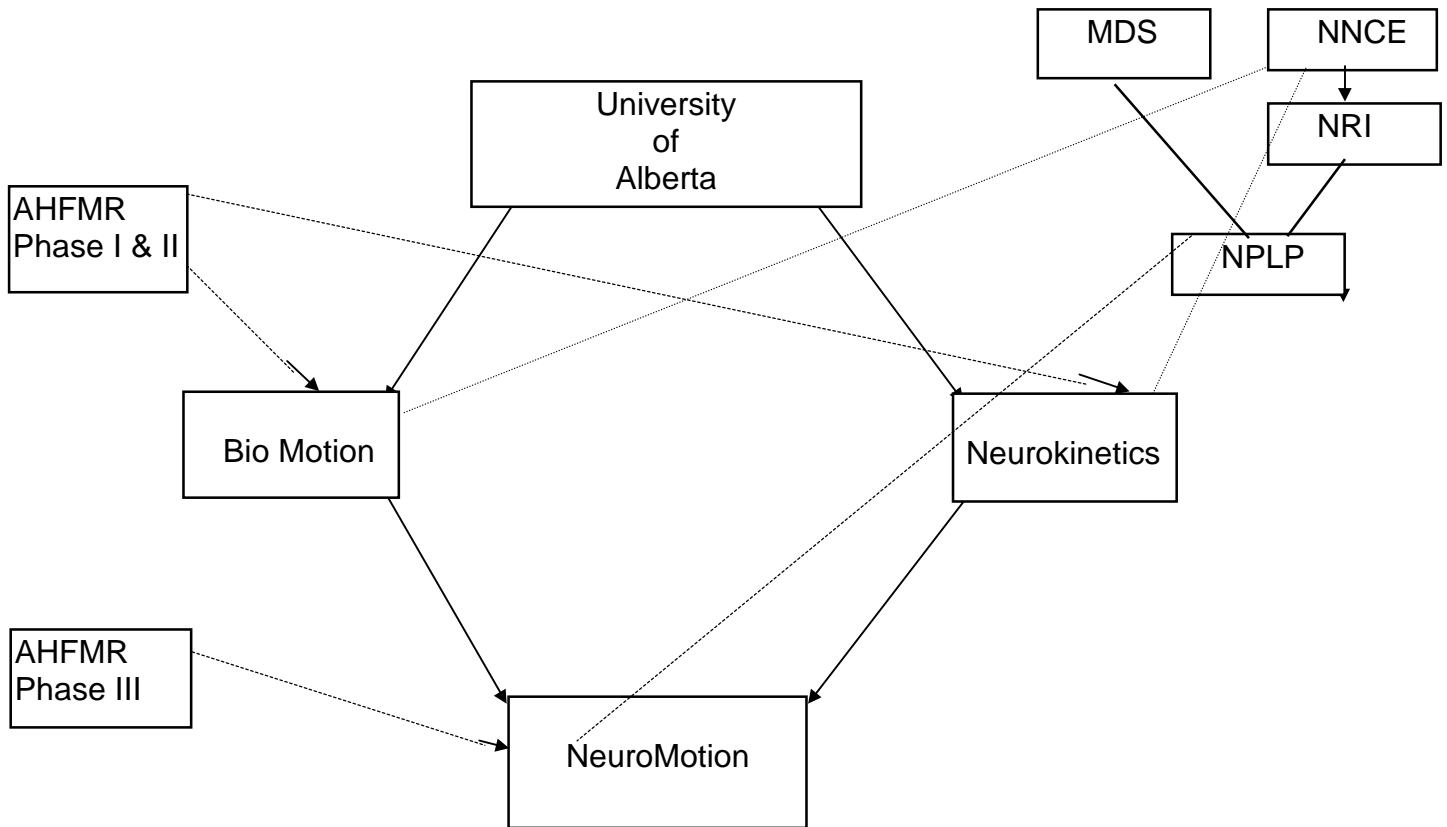 MDS
NNCE
University
of
Alberta
NRI
AHFMR
Phase I & II
NPLP
Bio Motion
Neurokinetics
AHFMR
Phase III
NeuroMotion